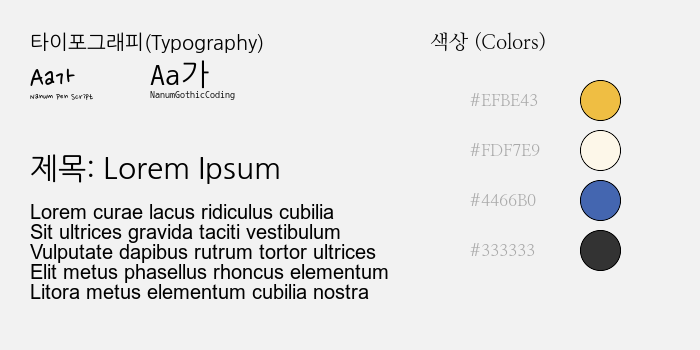 타이포그래피(Typography)
Aa가
Nanum Pen Script
Aa가
NanumGothicCoding
제목: Lorem Ipsum
Lorem curae lacus ridiculus cubilia
Sit ultrices gravida taciti vestibulum
Vulputate dapibus rutrum tortor ultrices
Elit metus phasellus rhoncus elementum
Litora metus elementum cubilia nostra
색상 (Colors)
#EFBE43
#FDF7E9
#4466B0
#333333